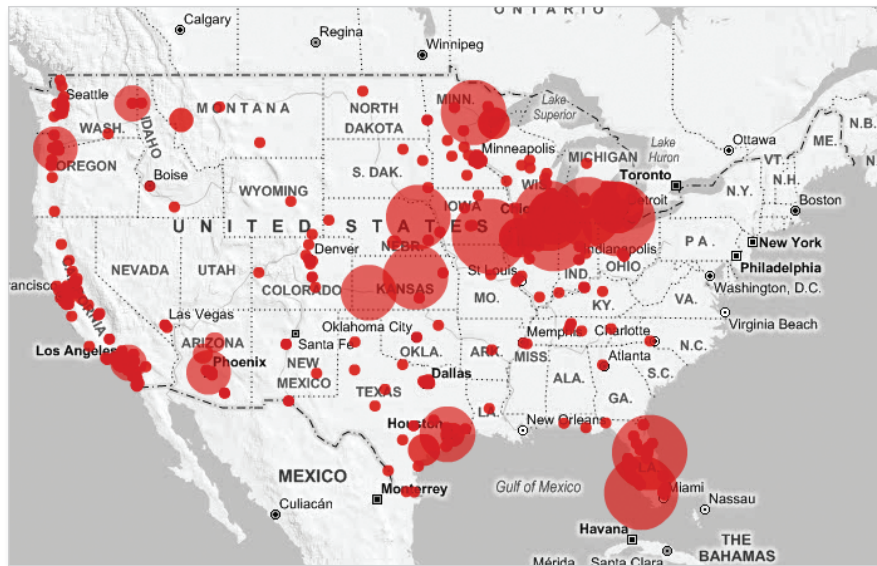 ONTARIO
Calgary
Regina
Winnipeg
Seattle
MONTANA
NORTH
DAKOTA
MINN.
Lake
Superior
N.B.
WASH.
IDAHO
Ottawa
ME.
OREGON
Minneapolis
MICHIGAN
Lake
Huron
VT.
N.H.
Boise
S. DAK.
WIS.
Toronto
WYOMING
IOWA
N.Y.
Boston
UNITED STATES
Denver
NEBR.
Indianapolis
PA.
New York
NEVADA
UTAH
St Louis
IND.
OHIO
Philadelphia
COLORADO
KANSAS
MO.
KY.
VA.
Washington, D.C.
Las Vegas
Oklahoma City
Memphis
Charlotte
Virginia Beach
Los Angeles
ARIZONA
Santa Fe
OKLA.
ARK.
MISS.
Atlanta
N.C.
Phoenix
NEW
MEXICO
Dallas
ALA.
S.C.
TEXAS
LA.
GA.
Houston
New Orleans
MEXICO
Monterrey
Gulf of Mexico
Miami
Nassau
Culiacán
Havana
THE
BAHAMAS
Mérida
Santa Clara